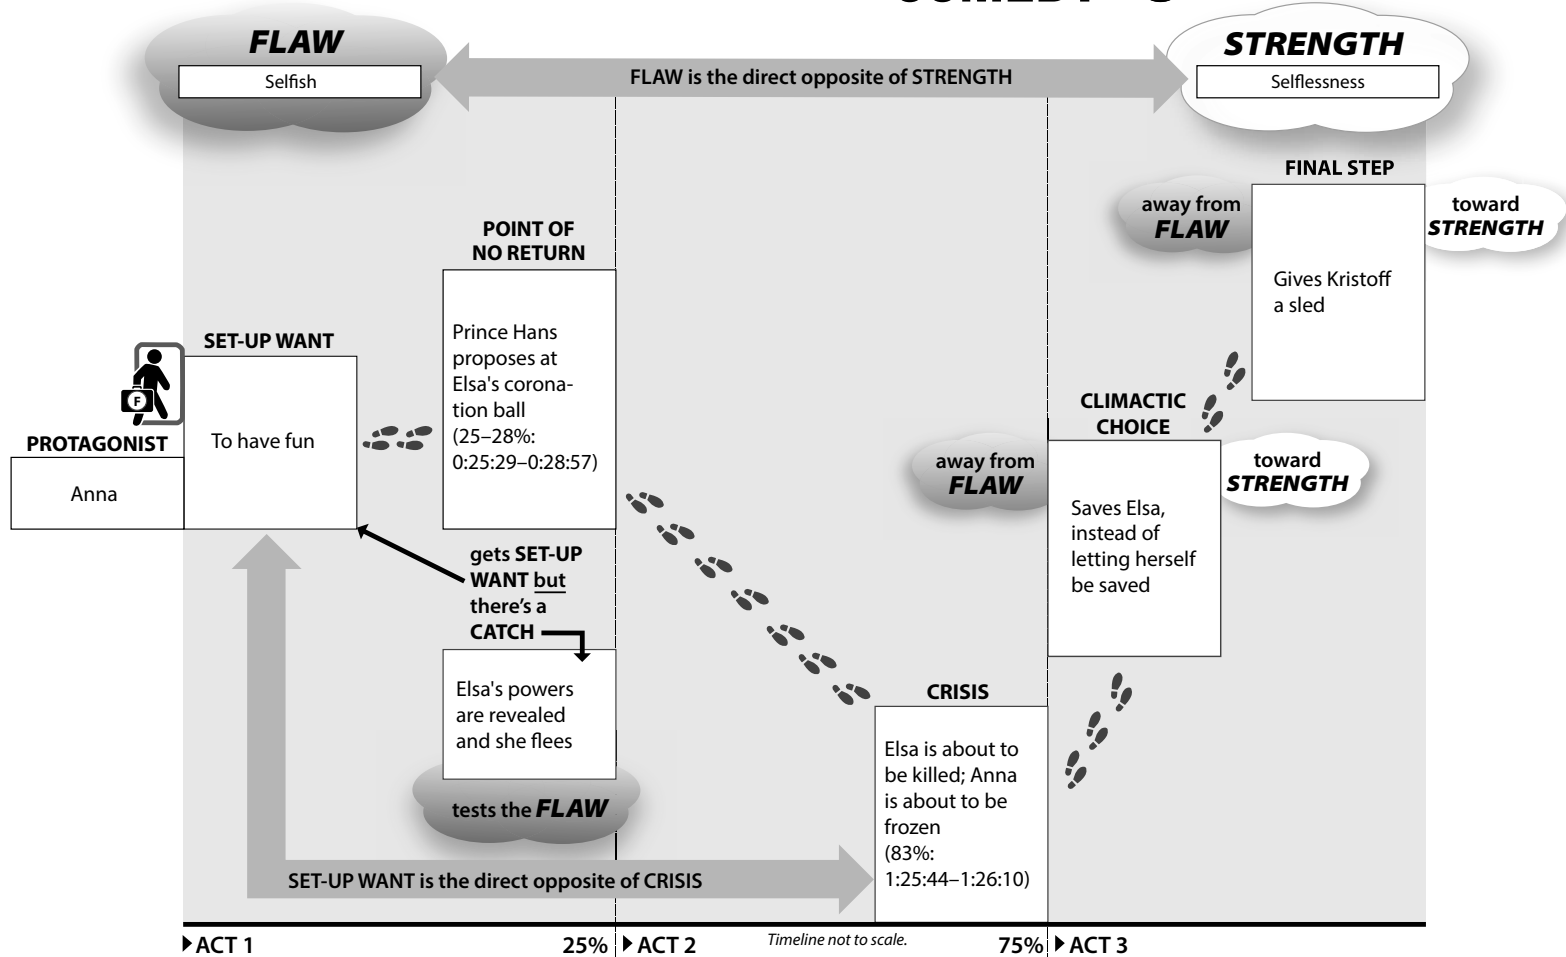 FLAW
Selfish
FLAW is the direct opposite of STRENGTH
STRENGTH
Selflessness
FINAL STEP
away from
FLAW
toward
STRENGTH
Gives Kristoff
a sled
POINT OF
NO RETURN
Prince Hans
proposes at
Elsa's corona-
tion ball
(25–28%:
0:25:29–0:28:57)
SET-UP WANT
F
To have fun
PROTAGONIST
Anna
CLIMACTIC
CHOICE
away from
FLAW
toward
STRENGTH
Saves Elsa,
instead of
letting herself
be saved
gets SET-UP
WANT but
there's a
CATCH
Elsa's powers
are revealed
and she flees
tests the FLAW
CRISIS
Elsa is about to
be killed; Anna
is about to be
frozen
(83%:
1:25:44–1:26:10)
SET-UP WANT is the direct opposite of CRISIS
ACT 1
25%
ACT 2
Timeline not to scale.
75%
ACT 3